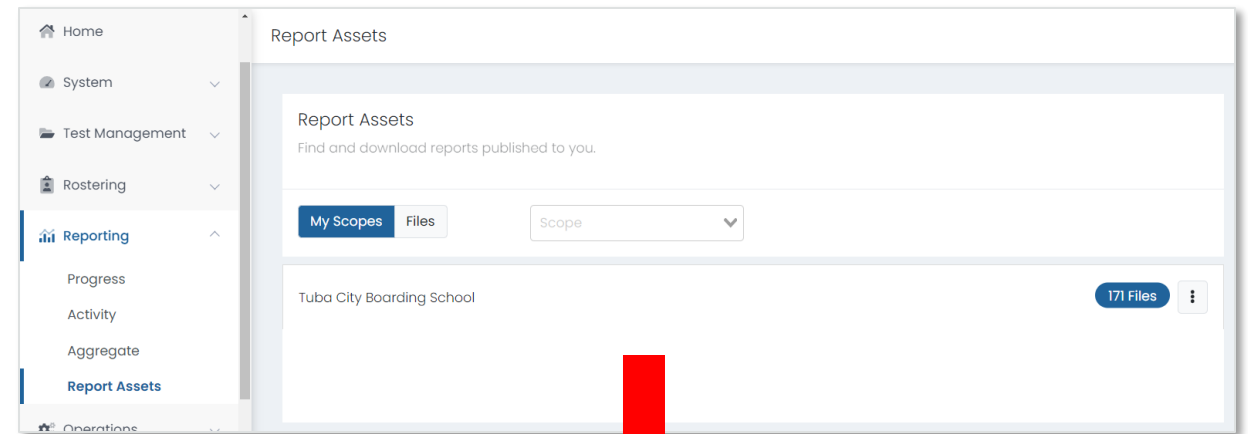 Home
Report Assets
System
Report Assets
Find and download reports published to you.
Test Management
Rostering
My Scopes Files Scope
Reporting
Progress
Tuba City Boarding School 171 Files
Activity
Aggregate
Report Assets
Operations